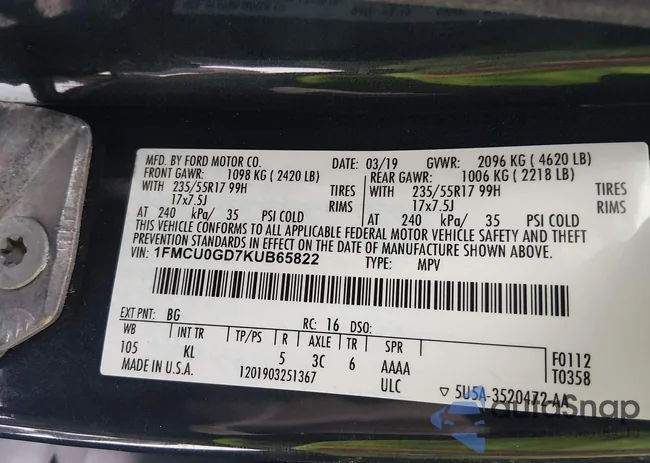 MFD. BY FORD MOTOR CO. DATE: 03/19 GVWR: 2096 KG ( 4620 LB)
FRONT GAWR: 1098 KG ( 2420 LB) REAR GAWR: 1006 KG ( 2218 LB)
WITH 235/55R17 99H TIRES WITH 235/55R17 99H TIRES
17x7.5J RIMS 17x7.5J RIMS
AT 240 kPa/ 35 PSI COLD AT 240 kPa/ 35 PSI COLD
THIS VEHICLE CONFORMS TO ALL APPLICABLE FEDERAL MOTOR VEHICLE SAFETY AND THEFT
PREVENTION STANDARDS IN EFFECT ON THE DATE OF MANUFACTURE SHOWN ABOVE.
VIN: 1FMCU0GD7KUB65822 TYPE: MPV
EXT PNT: BG RC: 16 DSO:
WB INT TR TP/PS R AXLE TR SPR F0112
105 KL 5 3C 6 AAAA T0358
MADE IN U.S.A. 1201903251367 ULC ▽ 5U5A-3520472-AA
autoSnap